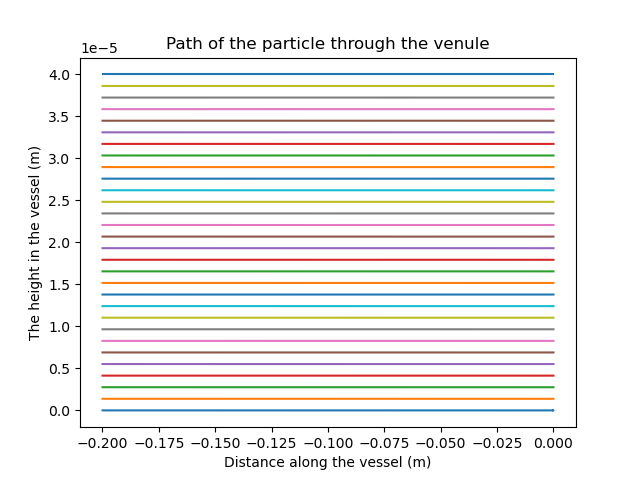 Path of the particle through the venule
1e−5
4.0
3.5
3.0
2.5
2.0
1.5
1.0
0.5
0.0
The height in the vessel (m)
−0.200 −0.175 −0.150 −0.125 −0.100 −0.075 −0.050 −0.025 0.000
Distance along the vessel (m)